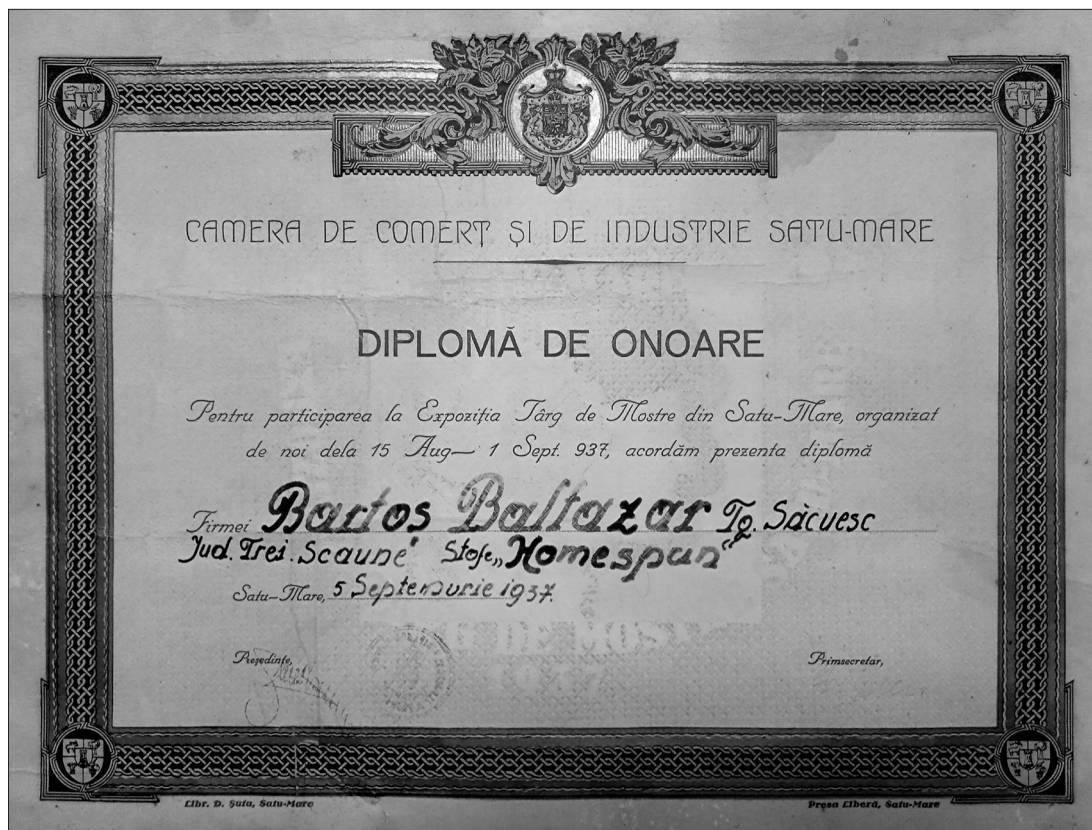 CAMERA DE COMERȚ ȘI DE INDUSTRIE SATU-MARE
DIPLOMĂ DE ONOARE
Pentru participarea la Expoziția Târg de Mostre din Satu-Mare, organizat
de noi dela 15 Aug— 1 Sept. 937, acordăm prezenta diplomă
Firmei Bartos Baltazar Tg. Săcuesc
Jud. Trei. Scaune Stofe „Homespun"
Satu-Mare, 5 Septemvrie 1937.
Președinte, Primsecretar,
Libr. D. Șuta, Satu-Mare Presa Liberă, Satu-Mare